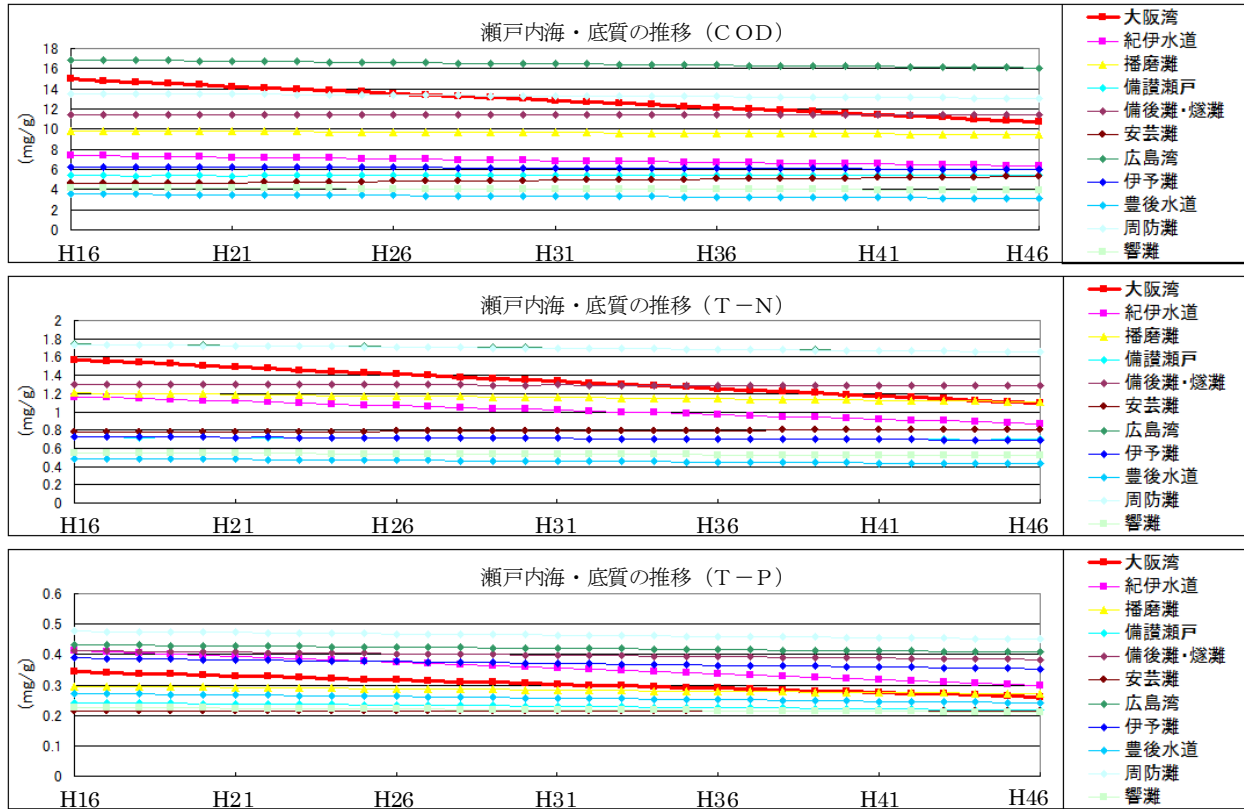 瀬戸内海・底質の推移（ＣＯＤ）
(mg/g)
18
16
14
12
10
8
6
4
2
0
H16 H21 H26 H31 H36 H41 H46
大阪湾
紀伊水道
播磨灘
備讃瀬戸
備後灘・燧灘
安芸灘
広島湾
伊予灘
豊後水道
周防灘
響灘
瀬戸内海・底質の推移（Ｔ－Ｎ）
(mg/g)
2
1.8
1.6
1.4
1.2
1
0.8
0.6
0.4
0.2
0
H16 H21 H26 H31 H36 H41 H46
大阪湾
紀伊水道
播磨灘
備讃瀬戸
備後灘・燧灘
安芸灘
広島湾
伊予灘
豊後水道
周防灘
響灘
瀬戸内海・底質の推移（Ｔ－Ｐ）
(mg/g)
0.6
0.5
0.4
0.3
0.2
0.1
0
H16 H21 H26 H31 H36 H41 H46
大阪湾
紀伊水道
播磨灘
備讃瀬戸
備後灘・燧灘
安芸灘
広島湾
伊予灘
豊後水道
周防灘
響灘